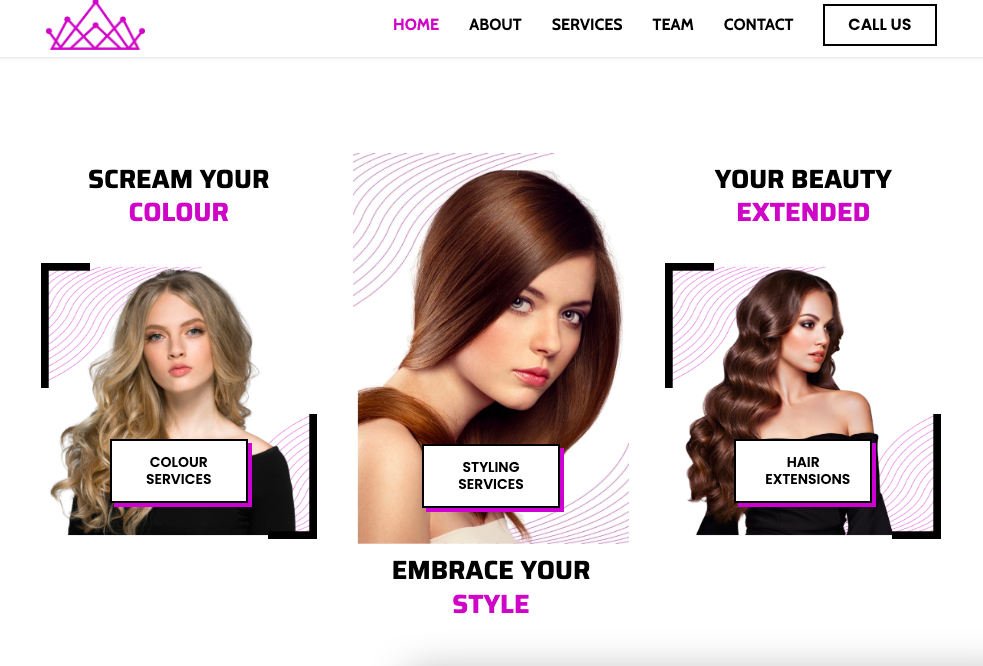 HOME ABOUT SERVICES TEAM CONTACT CALL US
SCREAM YOUR
COLOUR
YOUR BEAUTY
EXTENDED
COLOUR
SERVICES
STYLING
SERVICES
HAIR
EXTENSIONS
EMBRACE YOUR
STYLE